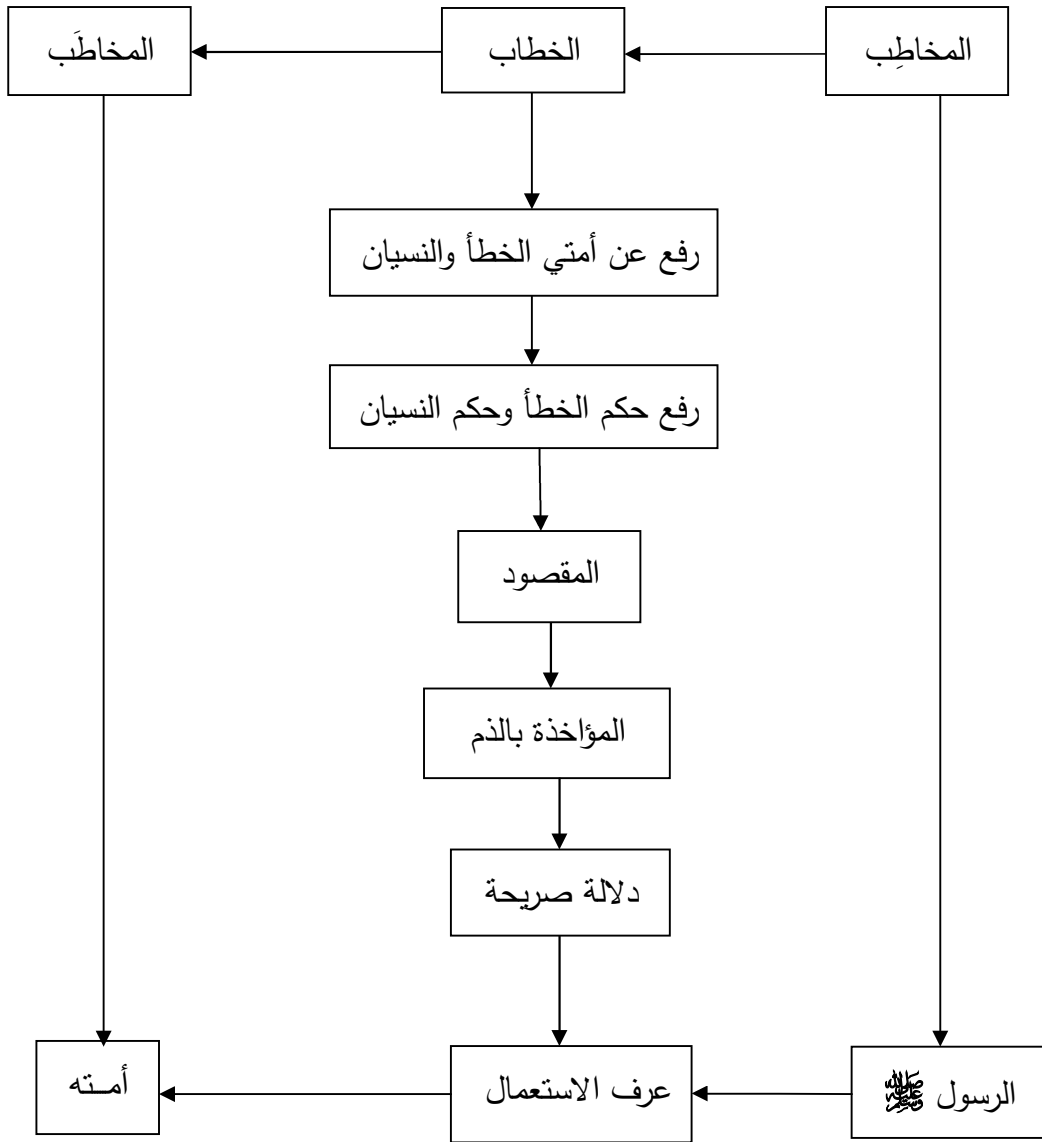 المخاطِب
الخطاب
المخاطَب
رفع عن أمتي الخطأ والنسيان
رفع حكم الخطأ وحكم النسيان
المقصود
المؤاخذة بالذم
دلالة صريحة
الرسول ﷺ
عرف الاستعمال
أمــته